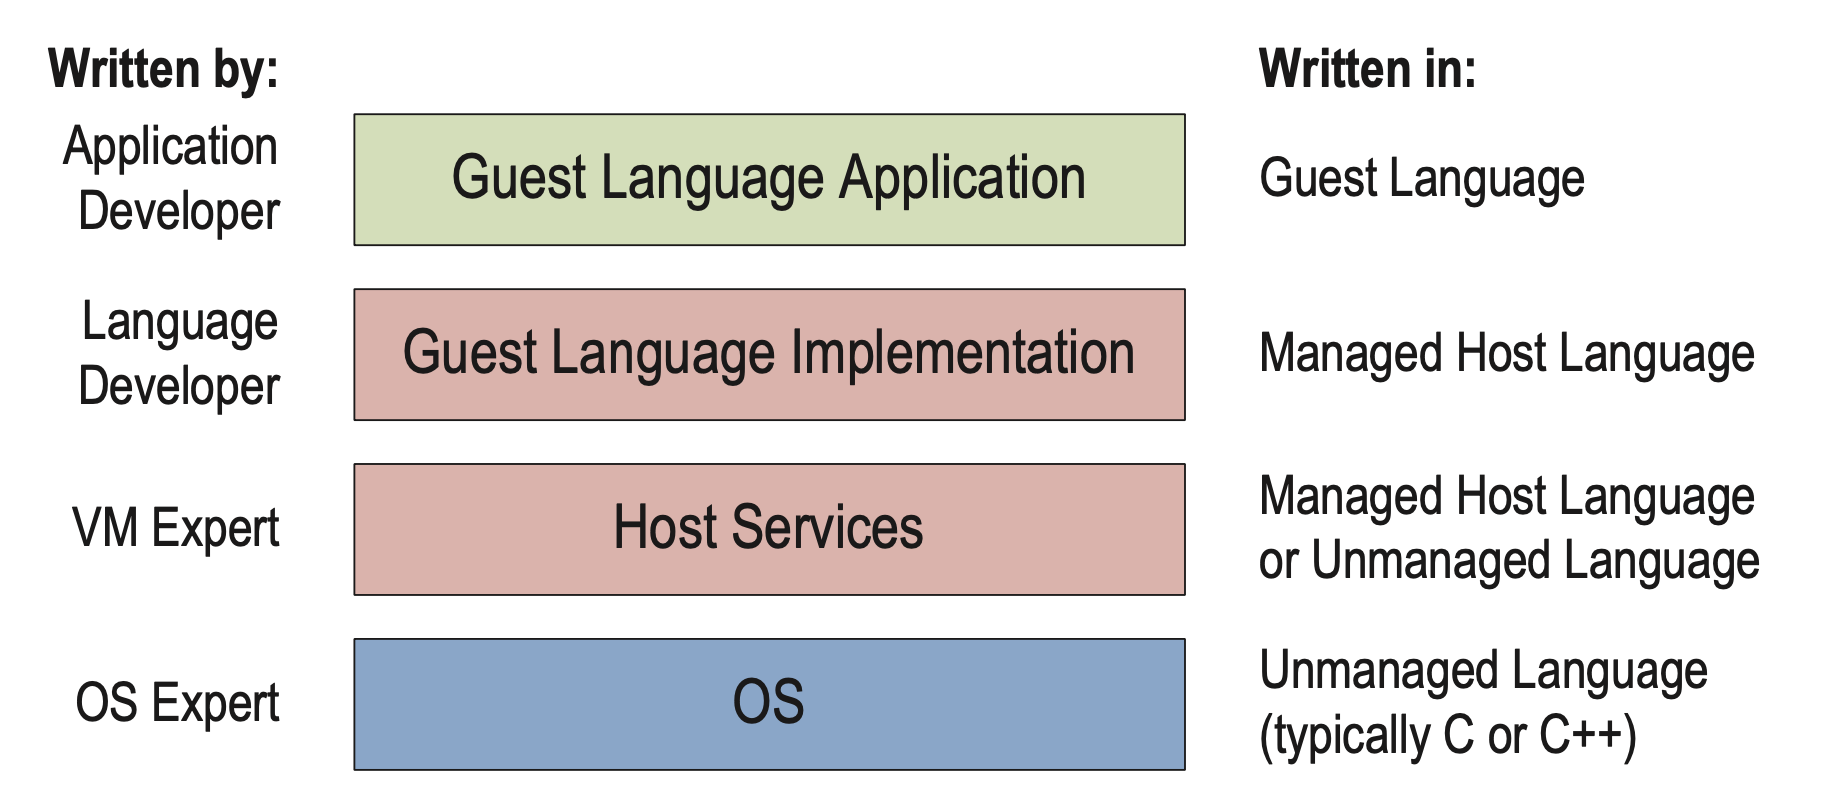 Written by:
Written in:
Application
Developer
Guest Language Application
Guest Language
Language
Developer
Guest Language Implementation
Managed Host Language
VM Expert
Host Services
Managed Host Language
or Unmanaged Language
OS Expert
OS
Unmanaged Language
(typically C or C++)